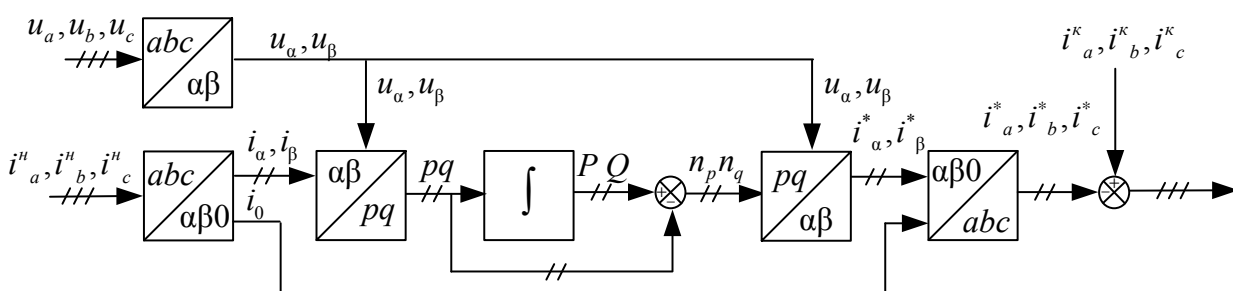 u_a, u_b, u_c
abc
αβ
u_α, u_β
u_α, u_β
u_α, u_β
i^к_a, i^к_b, i^к_c
i^н_a, i^н_b, i^н_c
abc
αβ0
i_α, i_β
i_0
αβ
pq
pq
∫
P Q
+
−
n_p n_q
pq
αβ
i^*_α, i^*_β
αβ0
abc
i^*_a, i^*_b, i^*_c
+
−